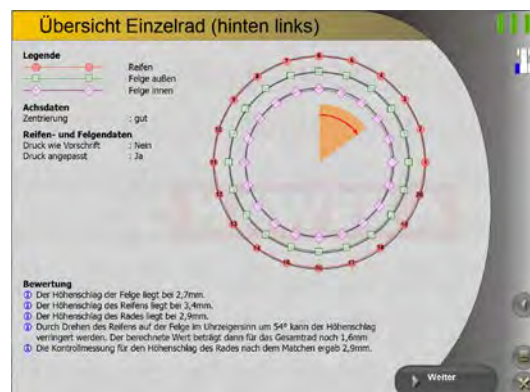 Übersicht Einzelrad (hinten links)
Legende
Reifen
Felge außen
Felge innen
Achsdaten
Zentrierung : gut
Reifen- und Felgendaten
Druck wie Vorschrift : Nein
Druck angepasst : Ja
Bewertung
Der Höhenschlag der Felge liegt bei 2,7mm.
Der Höhenschlag des Reifens liegt bei 3,4mm.
Der Höhenschlag des Rades liegt bei 2,9mm.
Durch Drehen des Reifens auf der Felge im Uhrzeigersinn um 54° kann der Höhenschlag
verringert werden. Der berechnete Wert beträgt dann für das Gesamtrad noch 1,6mm
Die Kontrollmessung für den Höhenschlag des Rades nach dem Matchen ergab 2,9mm.
Weiter